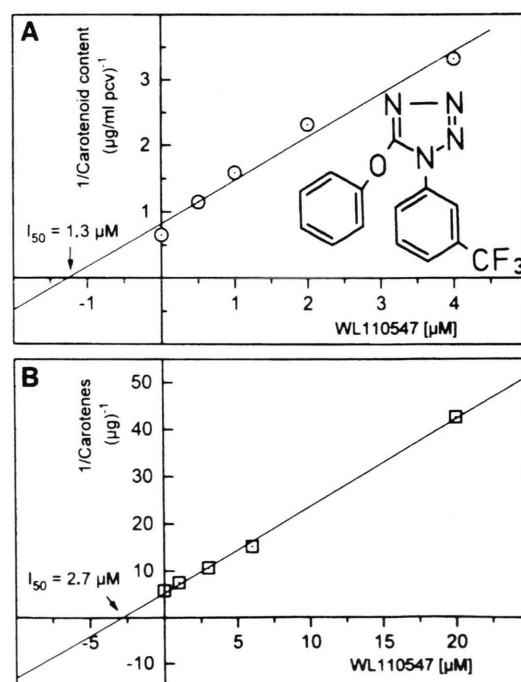 A
1/Carotenoid content
(µg/ml pcv)⁻¹
3
2
1
I₅₀ = 1.3 µM
-1
1
2
3
4
WL110547 [µM]
N
N
N
N
O
CF₃
B
1/Carotenes
(µg)⁻¹
50
40
30
20
10
-10
I₅₀ = 2.7 µM
-5
5
10
15
20
WL110547 [µM]